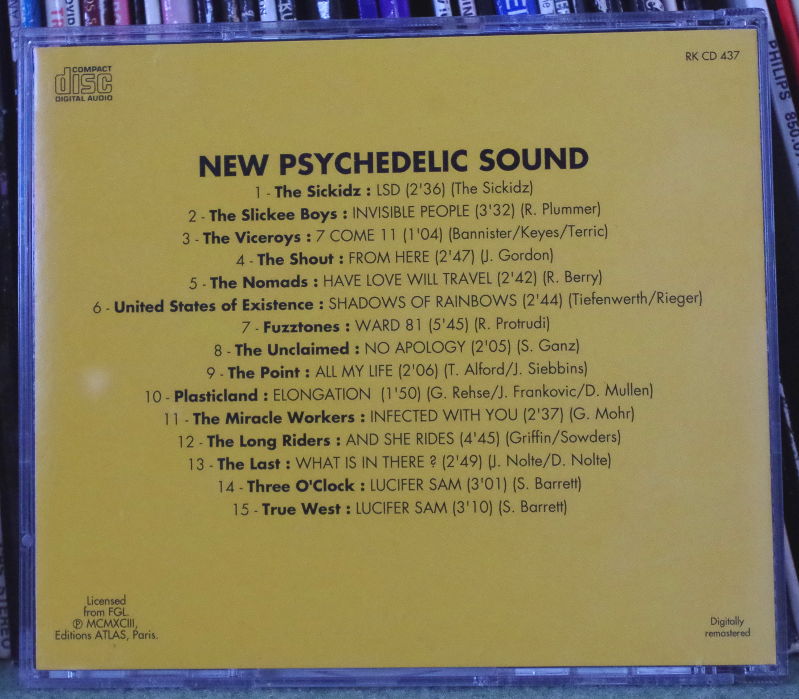 COMPACT
disc
DIGITAL AUDIO
RK CD 437
NEW PSYCHEDELIC SOUND
1 - The Sickidz : LSD (2'36) (The Sickidz)
2 - The Slickee Boys : INVISIBLE PEOPLE (3'32) (R. Plummer)
3 - The Viceroys : 7 COME 11 (1'04) (Bannister/Keyes/Terric)
4 - The Shout : FROM HERE (2'47) (J. Gordon)
5 - The Nomads : HAVE LOVE WILL TRAVEL (2'42) (R. Berry)
6 - United States of Existence : SHADOWS OF RAINBOWS (2'44) (Tiefenwerth/Rieger)
7 - Fuzztones : WARD 81 (5'45) (R. Protrudi)
8 - The Unclaimed : NO APOLOGY (2'05) (S. Ganz)
9 - The Point : ALL MY LIFE (2'06) (T. Alford/J. Siebbins)
10 - Plasticland : ELONGATION (1'50) (G. Rehse/J. Frankovic/D. Mullen)
11 - The Miracle Workers : INFECTED WITH YOU (2'37) (G. Mohr)
12 - The Long Riders : AND SHE RIDES (4'45) (Griffin/Sowders)
13 - The Last : WHAT IS IN THERE ? (2'49) (J. Nolte/D. Nolte)
14 - Three O'Clock : LUCIFER SAM (3'01) (S. Barrett)
15 - True West : LUCIFER SAM (3'10) (S. Barrett)
Licensed
from FGL.
℗ MCMXCIII,
Editions ATLAS, Paris.
Digitally
remastered
PHILIPS
STEREO